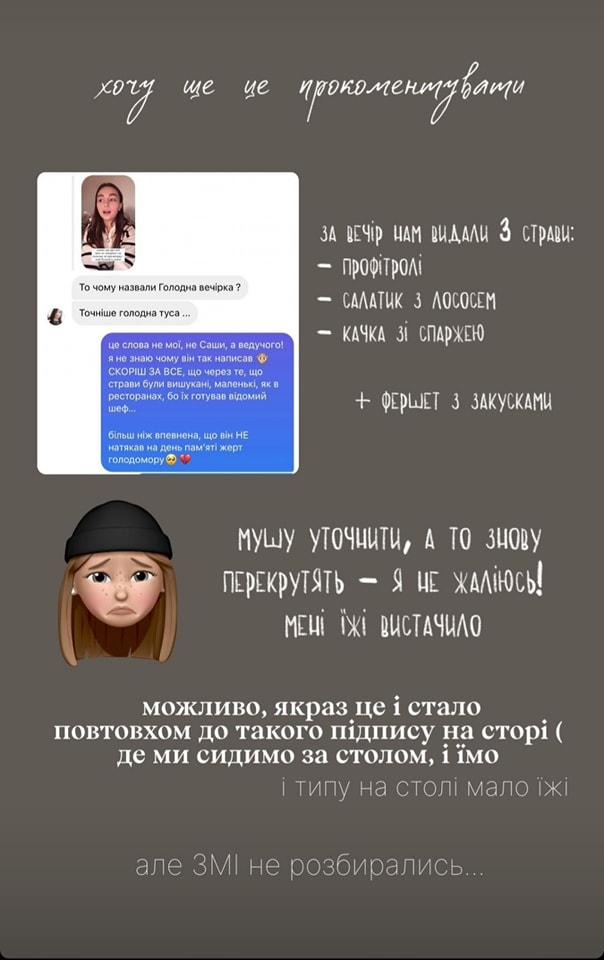 хочу ще це прокоментувати
То чому назвали Голодна вечірка ?
Точніше голодна туса ...
це слова не мої, не Саши, а ведучого!
я не знаю чому він так написав 🙊
СКОРІШ ЗА ВСЕ, що через те, що
страви були вишукані, маленькі, як в
ресторанах, бо їх готував відомий
шеф...
більш ніж впевнена, що він НЕ
натякав на день пам'яті жерт
голодомору🥺💔
ЗА ВЕЧІР НАМ ВИДАЛИ 3 СТРАВИ:
– ПРОФІТРОЛІ
– САЛАТИК З ЛОСОСЕМ
– КАЧКА ЗІ СПАРЖЕЮ
+ ФЕРШЕТ З ЗАКУСКАМИ
МУШУ УТОЧНИТИ, А ТО ЗНОВУ
ПЕРЕКРУТЯТЬ – Я НЕ ЖАЛІЮСЬ!
МЕНІ ЇЖІ ВИСТАЧИЛО
можливо, якраз це і стало
повтовхом до такого підпису на сторі (
де ми сидимо за столом, і їмо
і типу на столі мало їжі
але ЗМІ не розбирались...